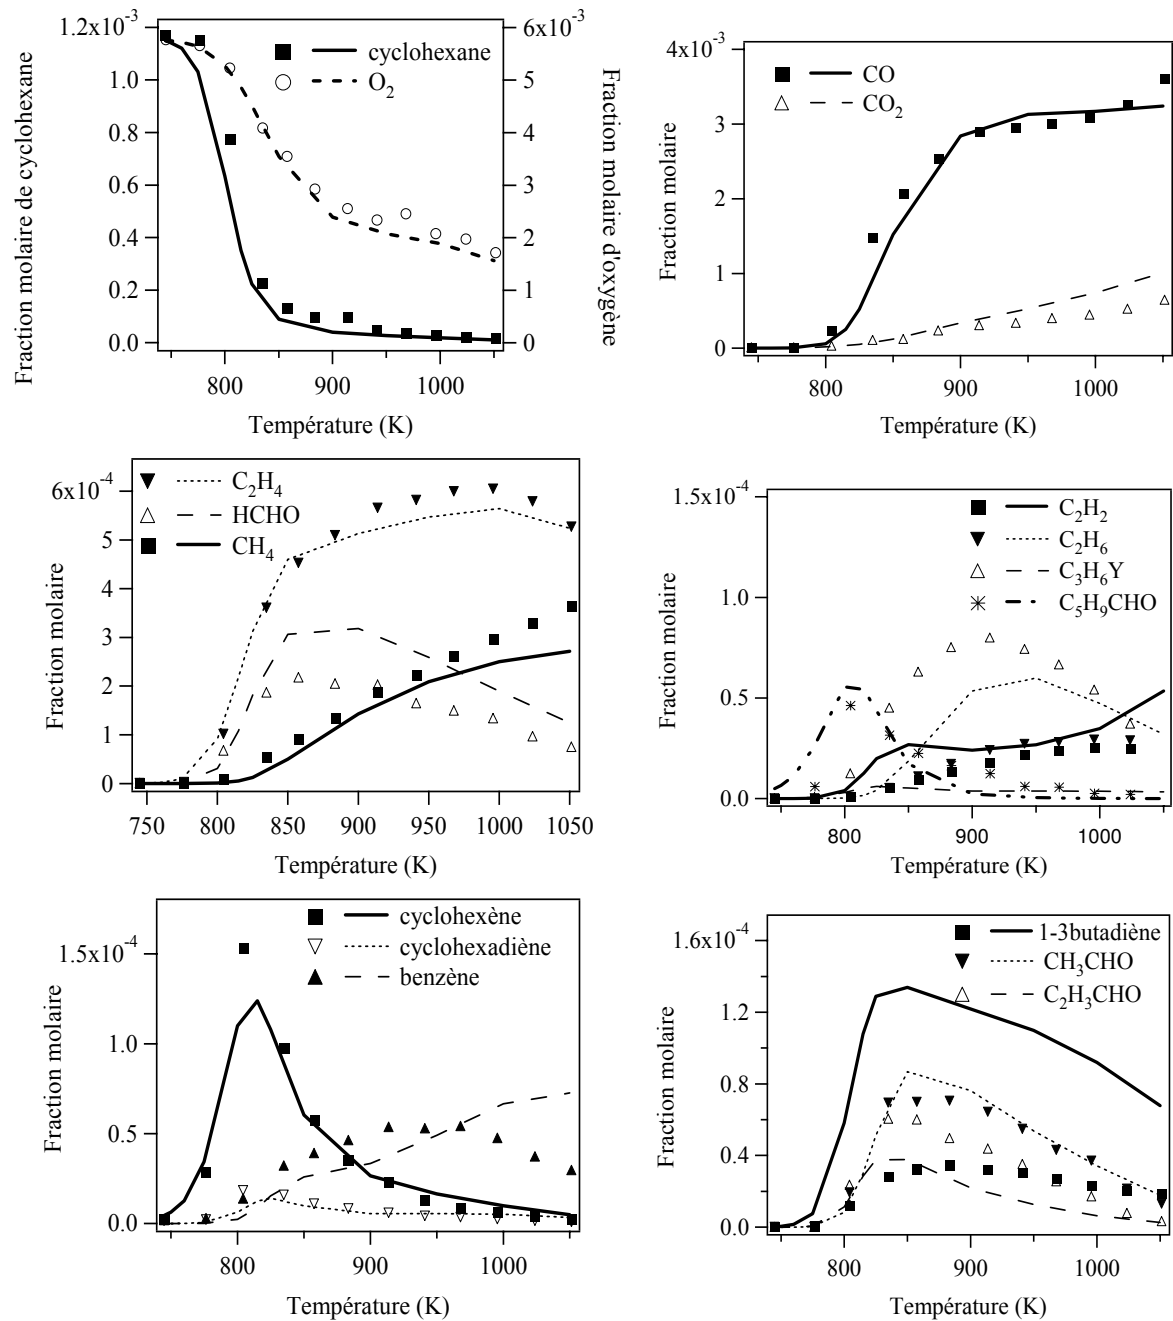 1.2x10-3
1.0
0.8
0.6
0.4
0.2
0.0
Fraction molaire de cyclohexane
6x10-3
5
4
3
2
1
0
Fraction molaire d'oxygène
cyclohexane
O2
800 900 1000
Température (K)
4x10-3
3
2
1
0
Fraction molaire
CO
CO2
800 900 1000
Température (K)
6x10-4
5
4
3
2
1
0
Fraction molaire
C2H4
HCHO
CH4
750 800 850 900 950 1000 1050
Température (K)
1.5x10-4
1.0
0.5
0.0
Fraction molaire
C2H2
C2H6
C3H6Y
C5H9CHO
800 900 1000
Température (K)
1.5x10-4
1.0
0.5
0.0
Fraction molaire
cyclohexène
cyclohexadiène
benzène
800 900 1000
Température (K)
1.6x10-4
1.2
0.8
0.4
0.0
Fraction molaire
1-3butadiène
CH3CHO
C2H3CHO
800 900 1000
Température (K)